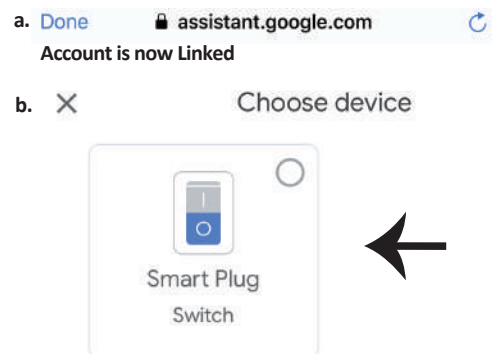 a. Done assistant.google.com
Account is now Linked
b. Choose device
Smart Plug
Switch